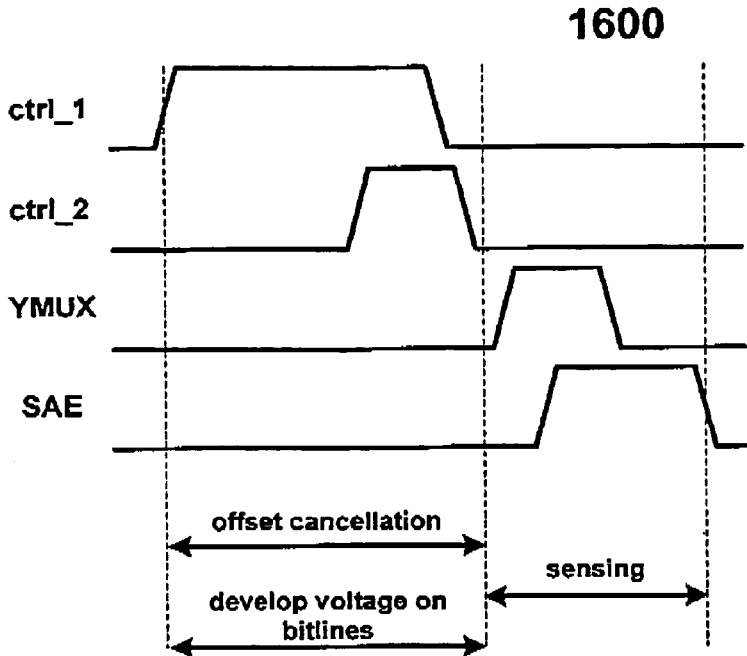 1600
ctrl_1
ctrl_2
YMUX
SAE
offset cancellation
sensing
develop voltage on
bitlines